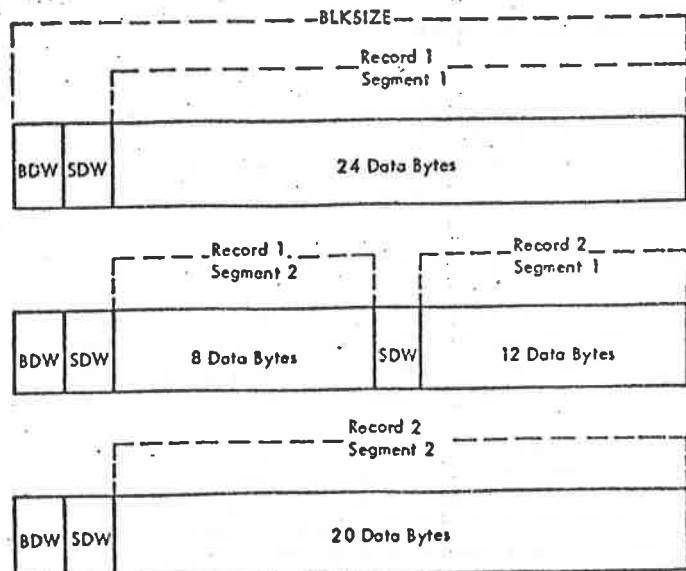 BLKSIZE
Record 1
Segment 1
BDW SDW 24 Data Bytes
Record 1 Record 2
Segment 2 Segment 1
BDW SDW 8 Data Bytes SDW 12 Data Bytes
Record 2
Segment 2
BDW SDW 20 Data Bytes